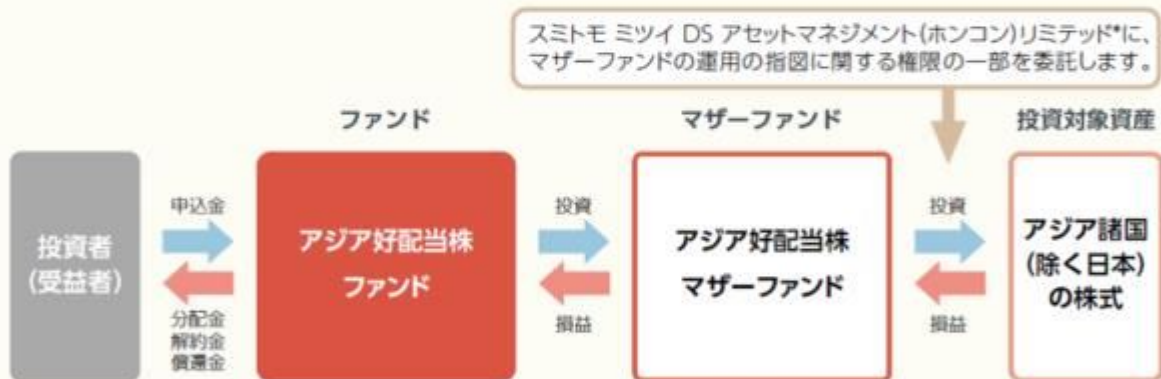 スミトモ ミツイ DS アセットマネジメント(ホンコン)リミテッド*に、
マザーファンドの運用の指図に関する権限の一部を委託します。
ファンド
マザーファンド
投資対象資産
投資者
(受益者)
申込金
分配金
解約金
償還金
アジア好配当株
ファンド
投資
損益
アジア好配当株
マザーファンド
投資
損益
アジア諸国
(除く日本)
の株式